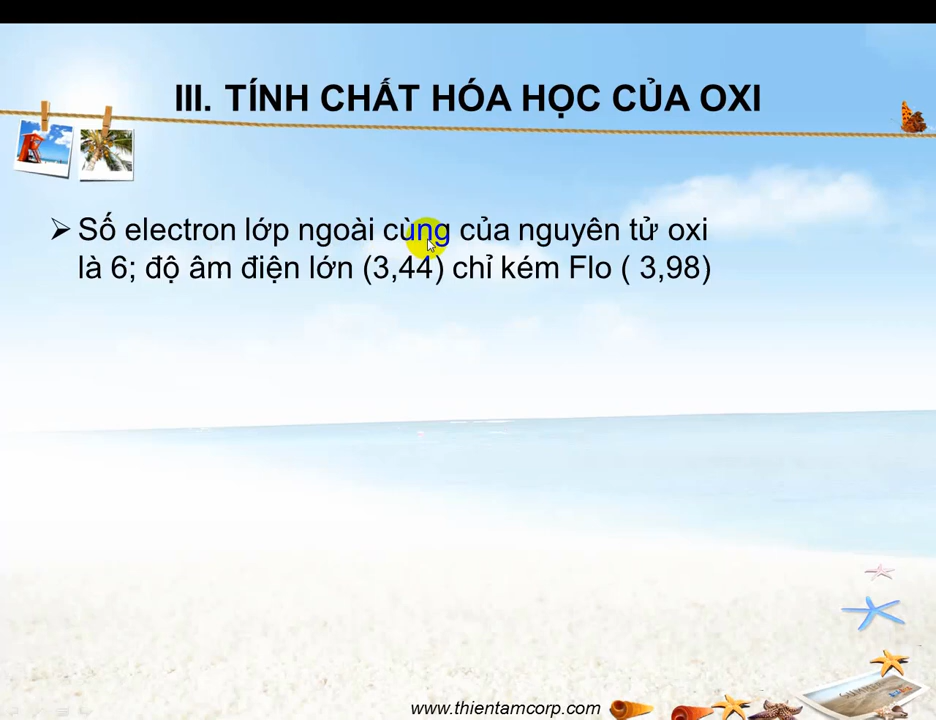 III. TÍNH CHẤT HÓA HỌC CỦA OXI
Số electron lớp ngoài cùng của nguyên tử oxi
là 6; độ âm điện lớn (3,44) chỉ kém Flo ( 3,98)
www.thientamcorp.com